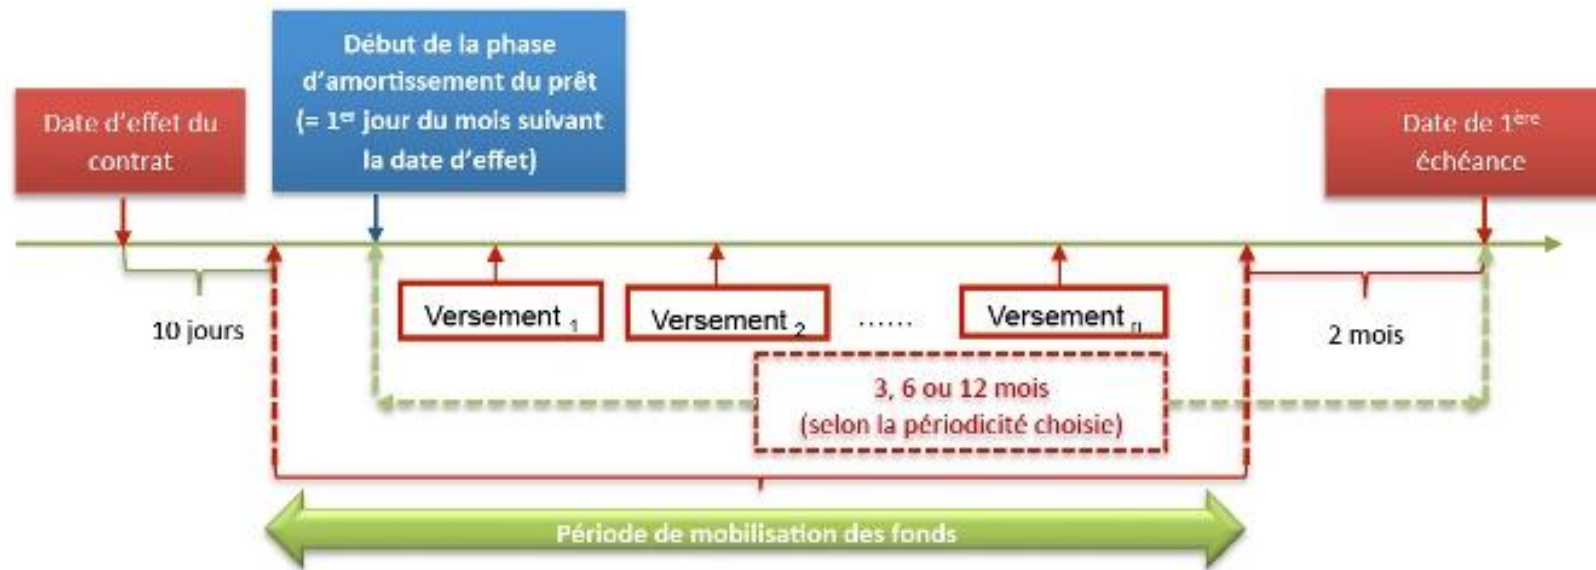 Début de la phase
d'amortissement du prêt
(= 1er jour du mois suivant
la date d'effet)
Date d'effet du
contrat
Date de 1ère
échéance
Versement 1
Versement 2
......
Versement n
10 jours
2 mois
3, 6 ou 12 mois
(selon la périodicité choisie)
Période de mobilisation des fonds